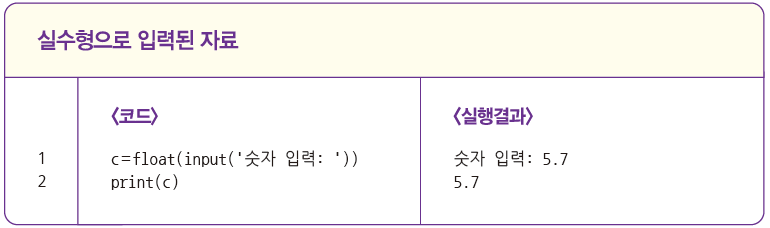 실수형으로 입력된 자료
<코드>
1 c=float(input('숫자 입력: '))
2 print(c)
<실행결과>
숫자 입력: 5.7
5.7